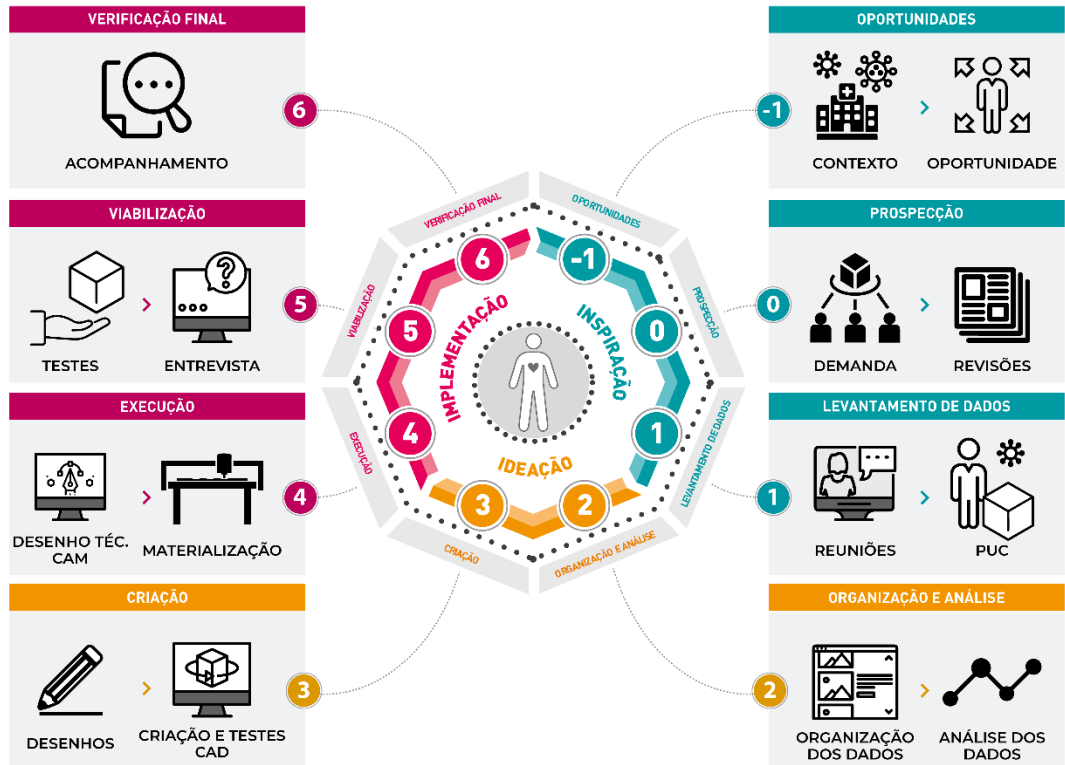 VERIFICAÇÃO FINAL
ACOMPANHAMENTO
6
VIABILIZAÇÃO
TESTES
ENTREVISTA
5
EXECUÇÃO
DESENHO TÉC.
CAM
MATERIALIZAÇÃO
4
CRIAÇÃO
DESENHOS
CRIAÇÃO E TESTES
CAD
3
VERIFICAÇÃO FINAL
OPORTUNIDADES
VIABILIZAÇÃO
PROSPECÇÃO
EXECUÇÃO
LEVANTAMENTO DE DADOS
CRIAÇÃO
ORGANIZAÇÃO E ANÁLISE
6
-1
5
0
4
1
3
2
IMPLEMENTAÇÃO
INSPIRAÇÃO
IDEAÇÃO
OPORTUNIDADES
-1
CONTEXTO
OPORTUNIDADE
PROSPECÇÃO
0
DEMANDA
REVISÕES
LEVANTAMENTO DE DADOS
1
REUNIÕES
PUC
ORGANIZAÇÃO E ANÁLISE
2
ORGANIZAÇÃO
DOS DADOS
ANÁLISE DOS
DADOS